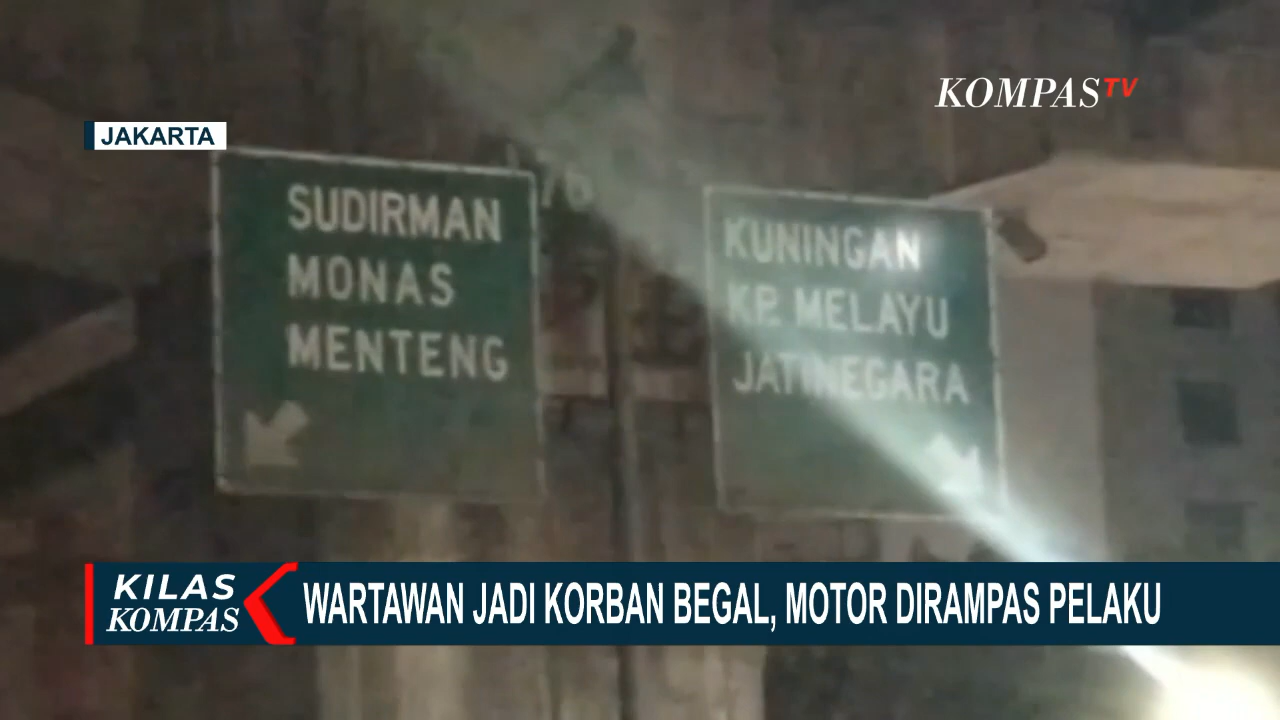 KOMPASTV
JAKARTA
SUDIRMAN
MONAS
MENTENG
KUNINGAN
KP. MELAYU
JATINEGARA
KILAS
KOMPAS
WARTAWAN JADI KORBAN BEGAL, MOTOR DIRAMPAS PELAKU